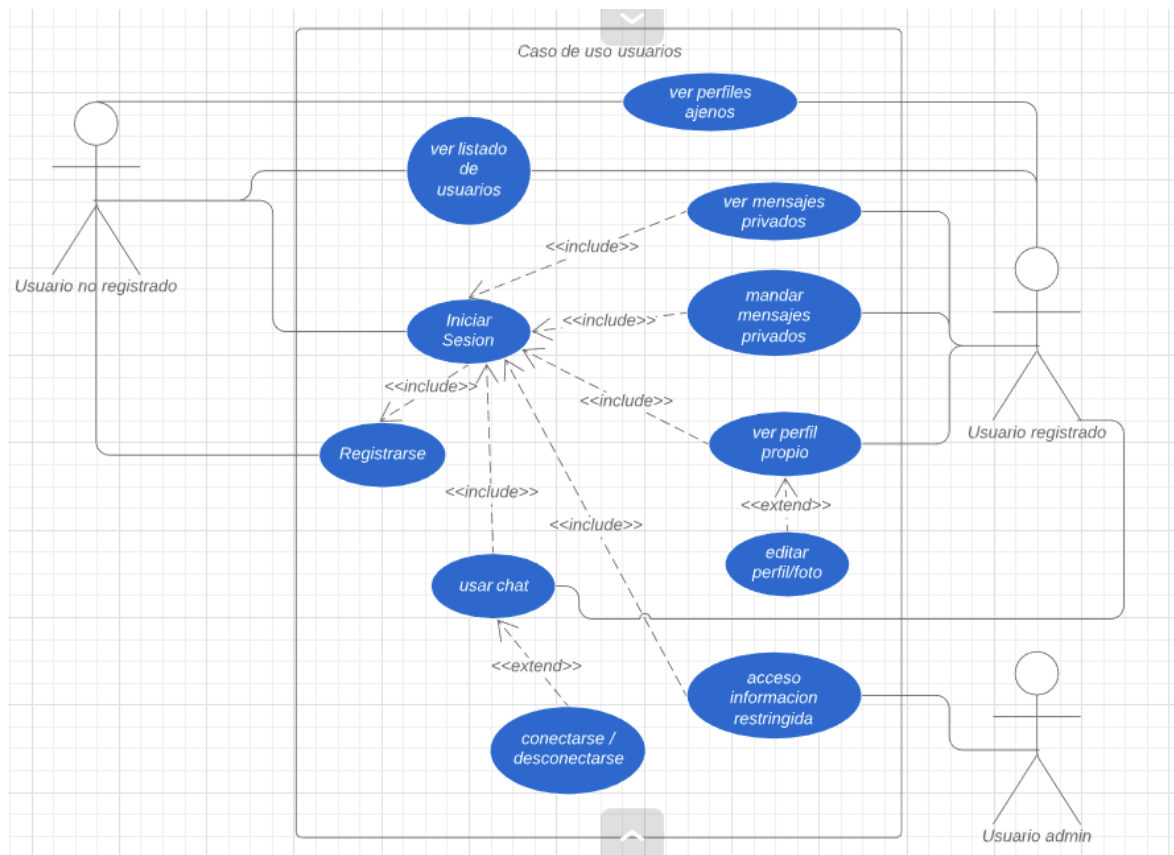 Caso de uso usuarios
ver perfiles
ajenos
ver listado
de
usuarios
ver mensajes
privados
<<include>>
Usuario no registrado
mandar
mensajes
privados
Iniciar
Sesion
<<include>>
<<include>>
<<include>>
Usuario registrado
ver perfil
propio
Registrarse
<<include>>
<<extend>>
<<include>>
editar
perfil/foto
usar chat
<<extend>>
acceso
informacion
restringida
conectarse /
desconectarse
Usuario admin